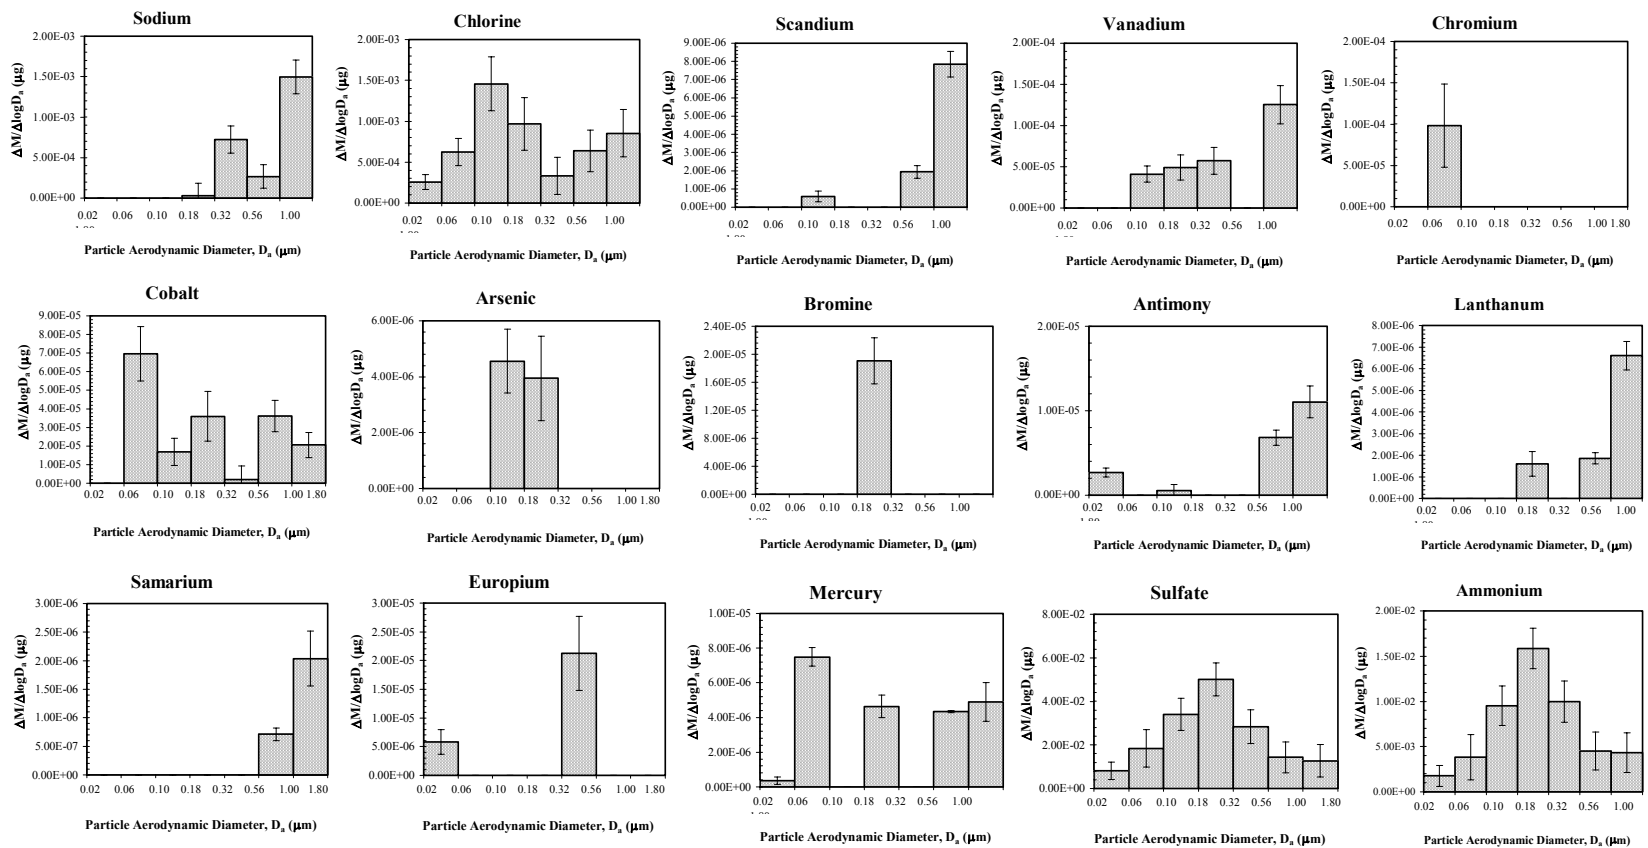 Sodium
ΔM/ΔlogDa (μg)
2.00E-03
1.50E-03
1.00E-03
5.00E-04
0.00E+00
0.02 0.06 0.10 0.18 0.32 0.56 1.00
Particle Aerodynamic Diameter, Da (μm)
Chlorine
ΔM/ΔlogDa (μg)
2.00E-03
1.50E-03
1.00E-03
5.00E-04
0.00E+00
0.02 0.06 0.10 0.18 0.32 0.56 1.00
Particle Aerodynamic Diameter, Da (μm)
Scandium
ΔM/ΔlogDa (μg)
9.00E-06
8.00E-06
7.00E-06
6.00E-06
5.00E-06
4.00E-06
3.00E-06
2.00E-06
1.00E-06
0.00E+00
0.02 0.06 0.10 0.18 0.32 0.56 1.00
Particle Aerodynamic Diameter, Da (μm)
Vanadium
ΔM/ΔlogDa (μg)
2.00E-04
1.50E-04
1.00E-04
5.00E-05
0.00E+00
0.02 0.06 0.10 0.18 0.32 0.56 1.00
Particle Aerodynamic Diameter, Da (μm)
Chromium
ΔM/ΔlogDa (μg)
2.00E-04
1.50E-04
1.00E-04
5.00E-05
0.00E+00
0.02 0.06 0.10 0.18 0.32 0.56 1.00 1.80
Particle Aerodynamic Diameter, Da (μm)
Cobalt
ΔM/ΔlogDa (μg)
9.00E-05
8.00E-05
7.00E-05
6.00E-05
5.00E-05
4.00E-05
3.00E-05
2.00E-05
1.00E-05
0.00E+00
0.02 0.06 0.10 0.18 0.32 0.56 1.00 1.80
Particle Aerodynamic Diameter, Da (μm)
Arsenic
ΔM/ΔlogDa (μg)
6.00E-06
4.00E-06
2.00E-06
0.00E+00
0.02 0.06 0.10 0.18 0.32 0.56 1.00 1.80
Particle Aerodynamic Diameter, Da (μm)
Bromine
ΔM/ΔlogDa (μg)
2.40E-05
2.00E-05
1.60E-05
1.20E-05
8.00E-06
4.00E-06
0.00E+00
0.02 0.06 0.10 0.18 0.32 0.56 1.00
Particle Aerodynamic Diameter, Da (μm)
Antimony
ΔM/ΔlogDa (μg)
2.00E-05
1.00E-05
0.00E+00
0.02 0.06 0.10 0.18 0.32 0.56 1.00
Particle Aerodynamic Diameter, Da (μm)
Lanthanum
ΔM/ΔlogDa (μg)
8.00E-06
7.00E-06
6.00E-06
5.00E-06
4.00E-06
3.00E-06
2.00E-06
1.00E-06
0.00E+00
0.02 0.06 0.10 0.18 0.32 0.56 1.00
Particle Aerodynamic Diameter, Da (μm)
Samarium
ΔM/ΔlogDa (μg)
3.00E-06
2.50E-06
2.00E-06
1.50E-06
1.00E-06
5.00E-07
0.00E+00
0.02 0.06 0.10 0.18 0.32 0.56 1.00 1.80
Particle Aerodynamic Diameter, Da (μm)
Europium
ΔM/ΔlogDa (μg)
3.00E-05
2.50E-05
2.00E-05
1.50E-05
1.00E-05
5.00E-06
0.00E+00
0.02 0.06 0.10 0.18 0.32 0.56 1.00 1.80
Particle Aerodynamic Diameter, Da (μm)
Mercury
ΔM/ΔlogDa (μg)
1.00E-05
8.00E-06
6.00E-06
4.00E-06
2.00E-06
0.00E+00
0.02 0.06 0.10 0.18 0.32 0.56 1.00
Particle Aerodynamic Diameter, Da (μm)
Sulfate
ΔM/ΔlogDa (μg)
8.00E-02
6.00E-02
4.00E-02
2.00E-02
0.00E+00
0.02 0.06 0.10 0.18 0.32 0.56 1.00 1.80
Particle Aerodynamic Diameter, Da (μm)
Ammonium
ΔM/ΔlogDa (μg)
2.00E-02
1.50E-02
1.00E-02
5.00E-03
0.00E+00
0.02 0.06 0.10 0.18 0.32 0.56 1.00
Particle Aerodynamic Diameter, Da (μm)